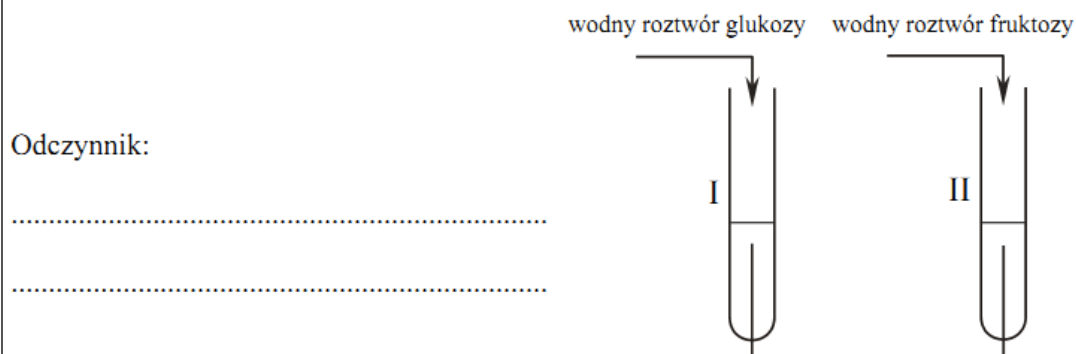 wodny roztwór glukozy wodny roztwór fruktozy
Odczynnik:
I II
.......................................................................
.......................................................................